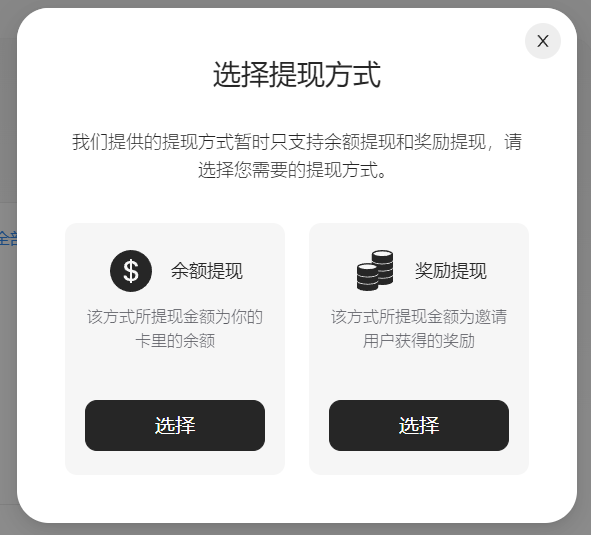 X
选择提现方式
我们提供的提现方式暂时只支持余额提现和奖励提现，请
选择您需要的提现方式。
全部
$ 余额提现
该方式所提现金额为你的
卡里的余额
选择
奖励提现
该方式所提现金额为邀请
用户获得的奖励
选择